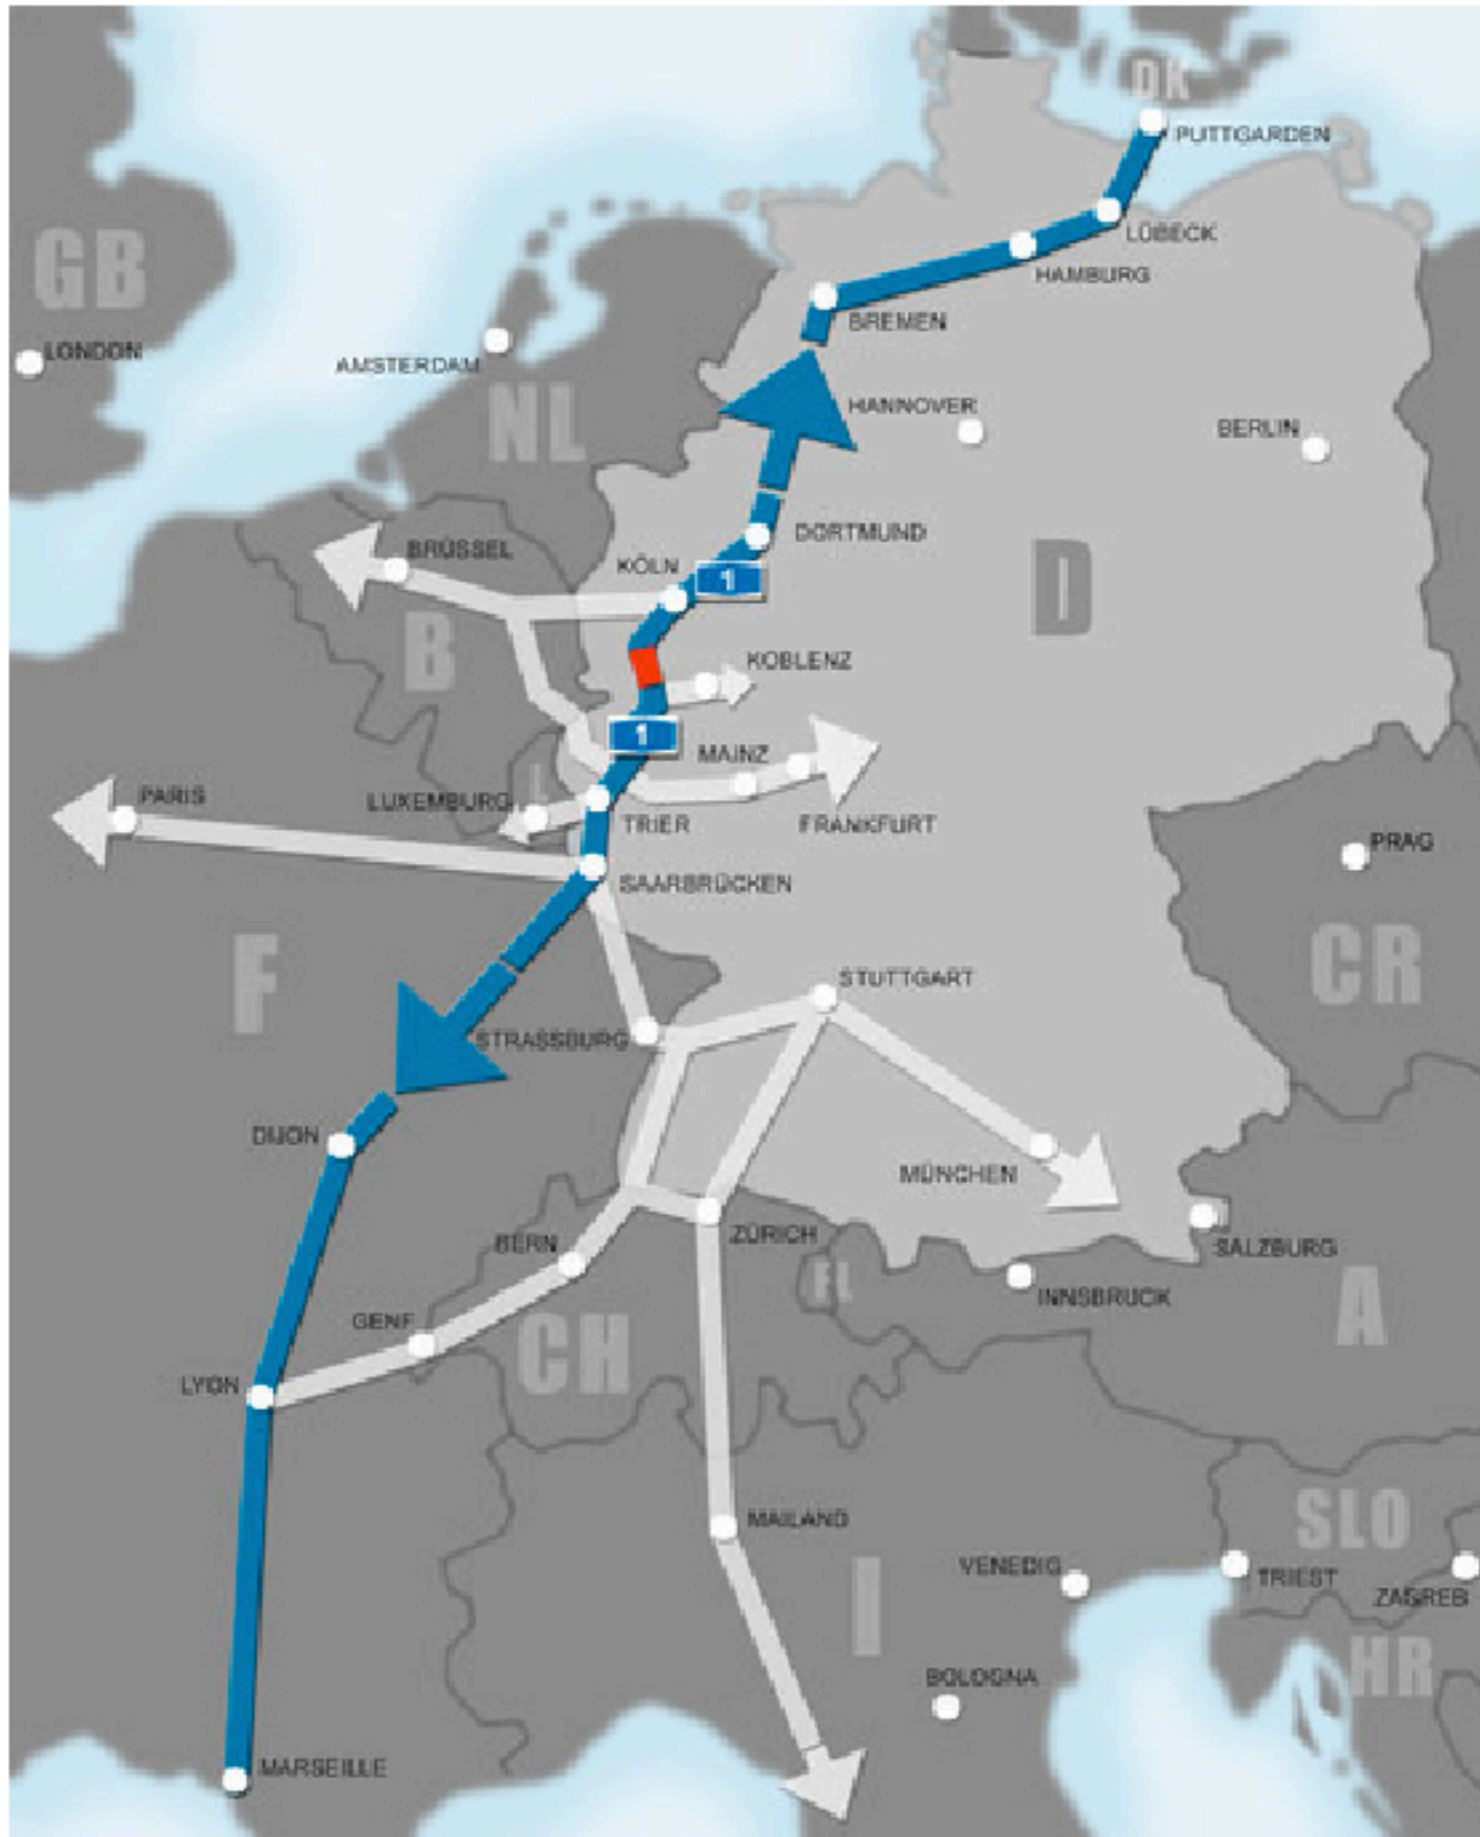 DK
PUTTGARDEN
LÜBECK
GB
HAMBURG
BREMEN
LONDON
AMSTERDAM
NL
HANNOVER
BERLIN
DORTMUND
BRÜSSEL
KÖLN
1
D
B
KOBLENZ
1
MAINZ
L
PARIS
LUXEMBURG
TRIER
FRANKFURT
PRAG
SAARBRÜCKEN
F
CR
STUTTGART
STRASSBURG
DIJON
MÜNCHEN
BERN
ZÜRICH
SALZBURG
FL
INNSBRUCK
A
GENF
CH
LYON
MAILAND
SLO
VENEDIG
TRIEST
ZAGREB
I
HR
BOLOGNA
MARSEILLE